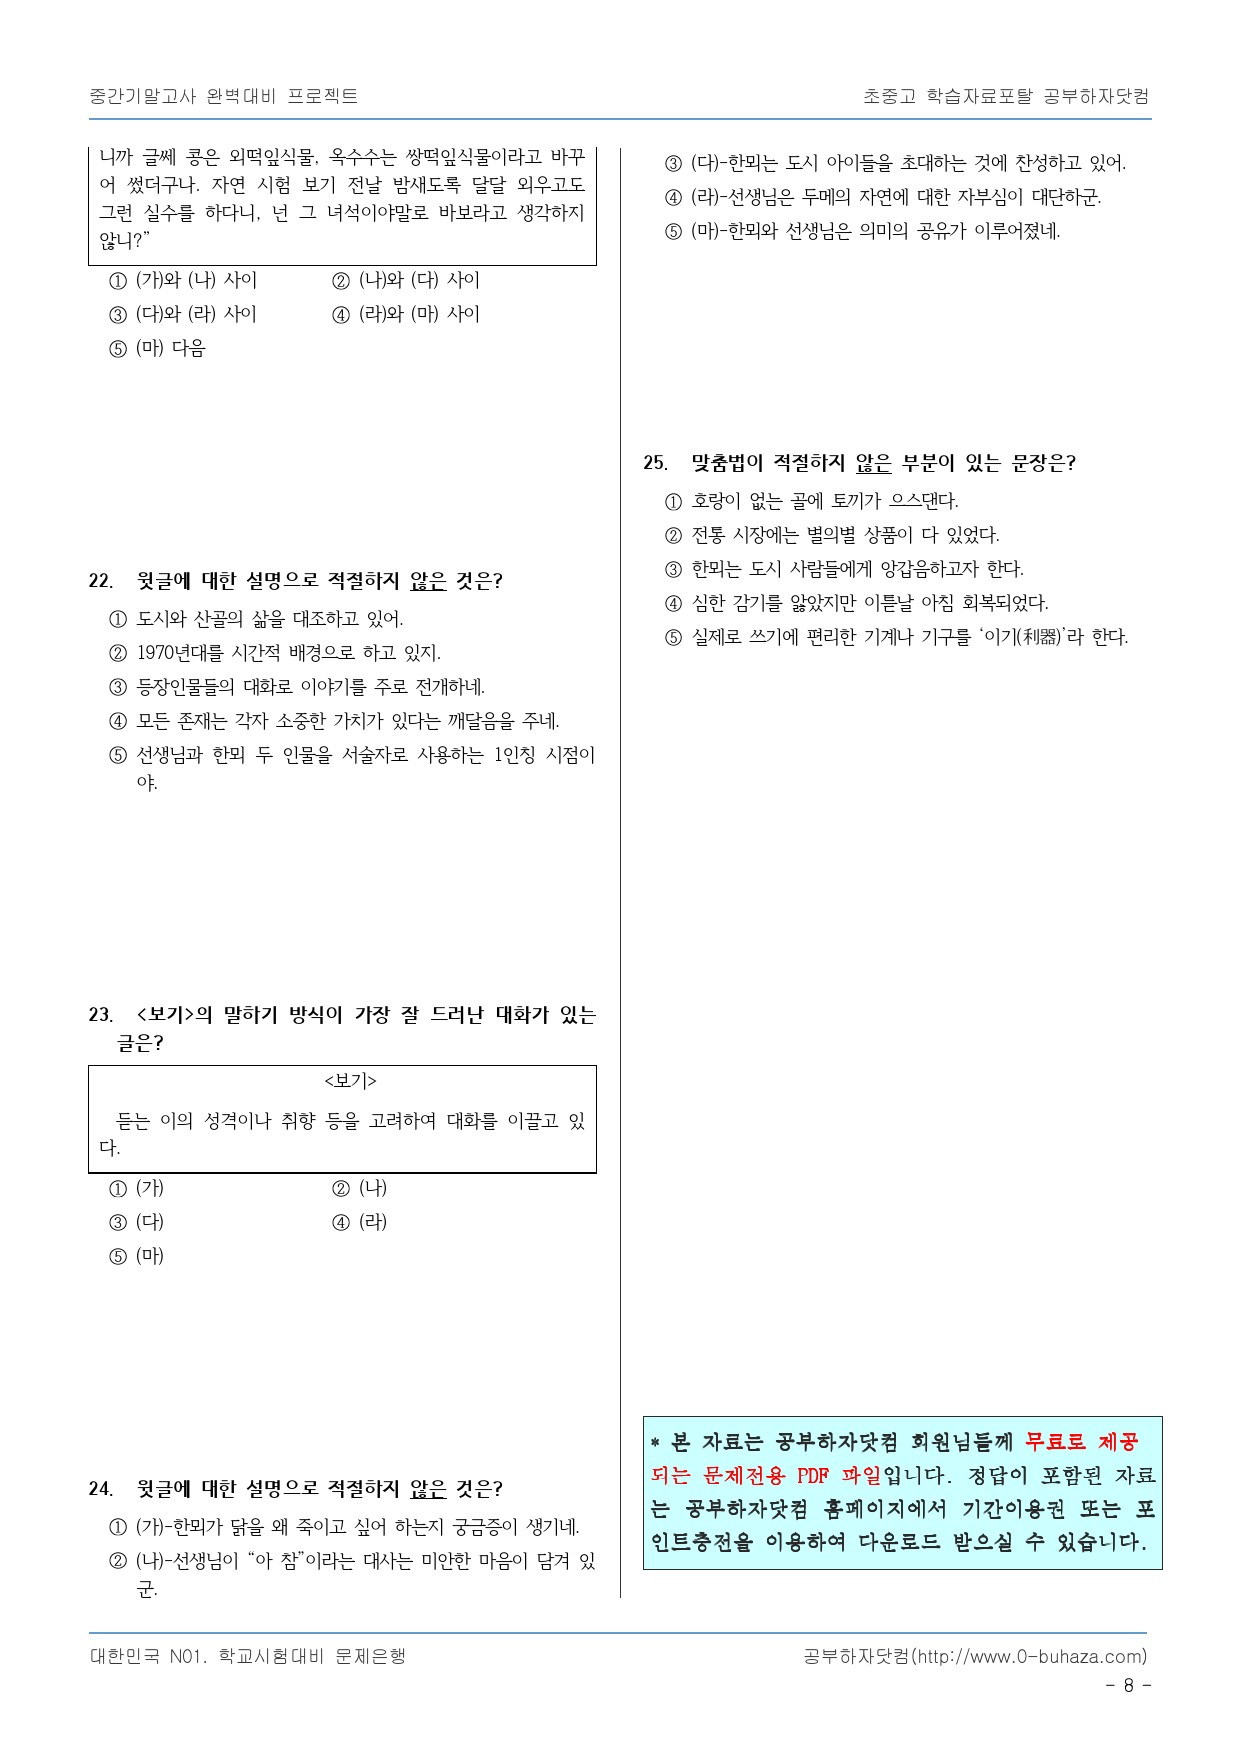 중간기말고사 완벽대비 프로젝트
초중고 학습자료포탈 공부하자닷컴
니까 글쎄 콩은 외떡잎식물, 옥수수는 쌍떡잎식물이라고 바꾸
어 썼더구나. 자연 시험 보기 전날 밤새도록 달달 외우고도
그런 실수를 하다니, 넌 그 녀석이야말로 바보라고 생각하지
않니?”
① (가)와 (나) 사이 ② (나)와 (다) 사이
③ (다)와 (라) 사이 ④ (라)와 (마) 사이
⑤ (마) 다음
22. 윗글에 대한 설명으로 적절하지 않은 것은?
① 도시와 산골의 삶을 대조하고 있어.
② 1970년대를 시간적 배경으로 하고 있지.
③ 등장인물들의 대화로 이야기를 주로 전개하네.
④ 모든 존재는 각자 소중한 가치가 있다는 깨달음을 주네.
⑤ 선생님과 한뫼 두 인물을 서술자로 사용하는 1인칭 시점이
야.
23. <보기>의 말하기 방식이 가장 잘 드러난 대화가 있는
글은?
<보기>
듣는 이의 성격이나 취향 등을 고려하여 대화를 이끌고 있
다.
① (가) ② (나)
③ (다) ④ (라)
⑤ (마)
24. 윗글에 대한 설명으로 적절하지 않은 것은?
① (가)-한뫼가 닭을 왜 죽이고 싶어 하는지 궁금증이 생기네.
② (나)-선생님이 “아 참”이라는 대사는 미안한 마음이 담겨 있
군.
③ (다)-한뫼는 도시 아이들을 초대하는 것에 찬성하고 있어.
④ (라)-선생님은 두메의 자연에 대한 자부심이 대단하군.
⑤ (마)-한뫼와 선생님은 의미의 공유가 이루어졌네.
25. 맞춤법이 적절하지 않은 부분이 있는 문장은?
① 호랑이 없는 골에 토끼가 으스댄다.
② 전통 시장에는 별의별 상품이 다 있었다.
③ 한뫼는 도시 사람들에게 앙갑음하고자 한다.
④ 심한 감기를 앓았지만 이튿날 아침 회복되었다.
⑤ 실제로 쓰기에 편리한 기계나 기구를 ‘이기(利器)’라 한다.
* 본 자료는 공부하자닷컴 회원님들께 무료로 제공
되는 문제전용 PDF 파일입니다. 정답이 포함된 자료
는 공부하자닷컴 홈페이지에서 기간이용권 또는 포
인트충전을 이용하여 다운로드 받으실 수 있습니다.
대한민국 N01. 학교시험대비 문제은행
공부하자닷컴(http://www.0-buhaza.com)
- 8 -